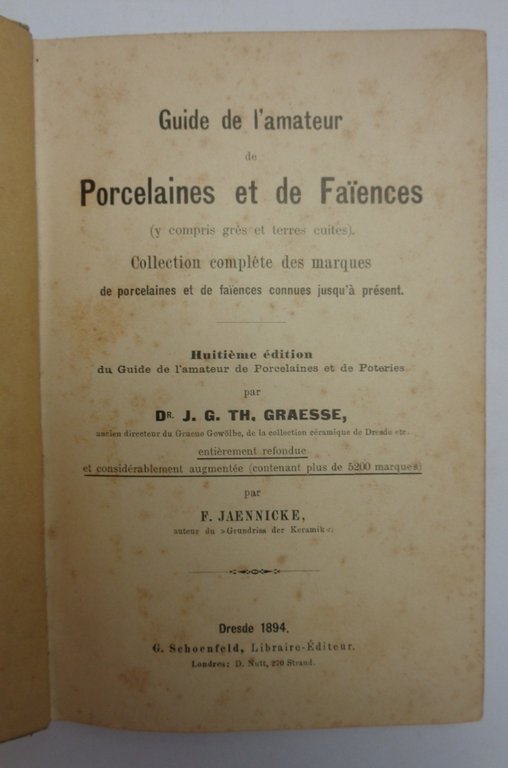 Guide de l'amateur
de
Porcelaines et de Faïences
(y compris grès et terres cuites).
Collection complète des marques
de porcelaines et de faïences connues jusqu'à présent.
Huitième édition
du Guide de l'amateur de Porcelaines et de Poteries
par
DR. J. G. TH. GRAESSE,
ancien directeur du Gruene Gewölbe, de la collection céramique de Dresde etc.
entièrement refondue
et considérablement augmentée (contenant plus de 5200 marques)
par
F. JAENNICKE,
auteur du »Grundriss der Keramik«.
Dresde 1894.
G. Schoenfeld, Libraire-Éditeur.
Londres: D. Nutt, 270 Strand.